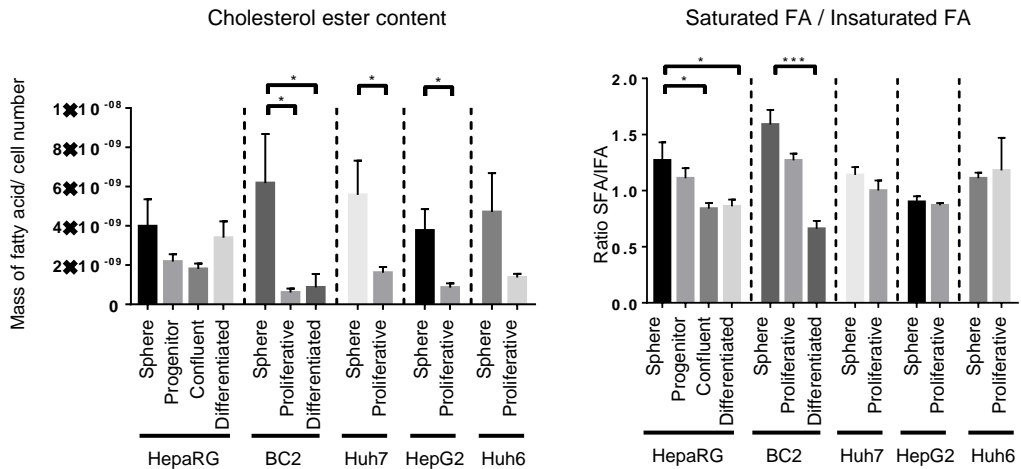 Cholesterol ester content
Mass of fatty acid/ cell number
1✖10 -08
8✖10 -09
6✖10 -09
4✖10 -09
2✖10 -09
0
*
*
*
*
Sphere
Progenitor
Confluent
Differentiated
Sphere
Proliferative
Differentiated
Sphere
Proliferative
Sphere
Proliferative
Sphere
Proliferative
HepaRG
BC2
Huh7
HepG2
Huh6
Saturated FA / Insaturated FA
Ratio SFA/IFA
2.0
1.5
1.0
0.5
0.0
*
*
***
Sphere
Progenitor
Confluent
Differentiated
Sphere
Proliferative
Differentiated
Sphere
Proliferative
Sphere
Proliferative
Sphere
Proliferative
HepaRG
BC2
Huh7
HepG2
Huh6